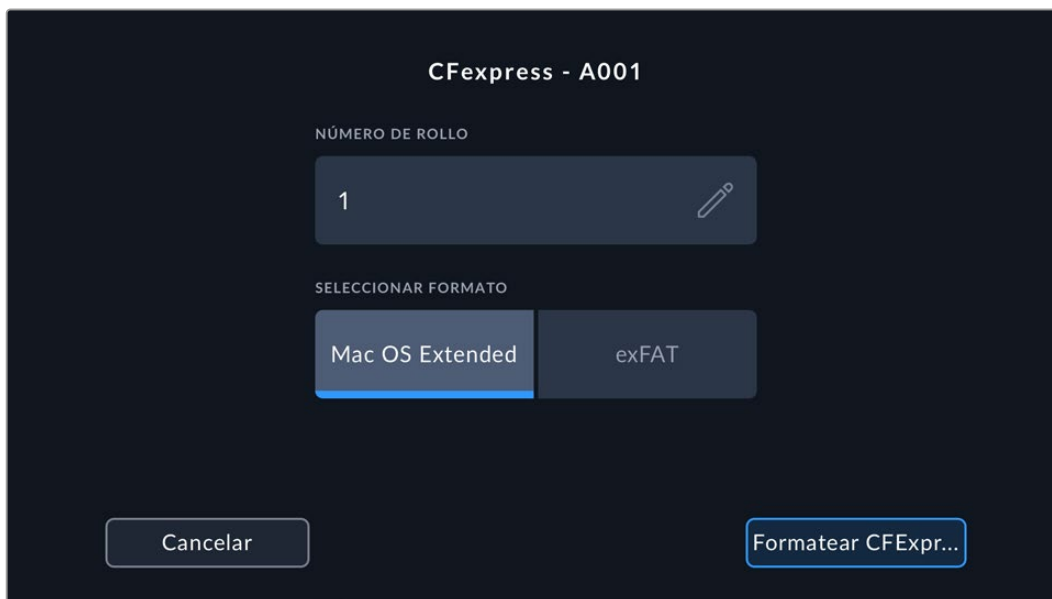 CFexpress - A001
NÚMERO DE ROLLO
1
SELECCIONAR FORMATO
Mac OS Extended
exFAT
Cancelar
Formatear CFExpr...